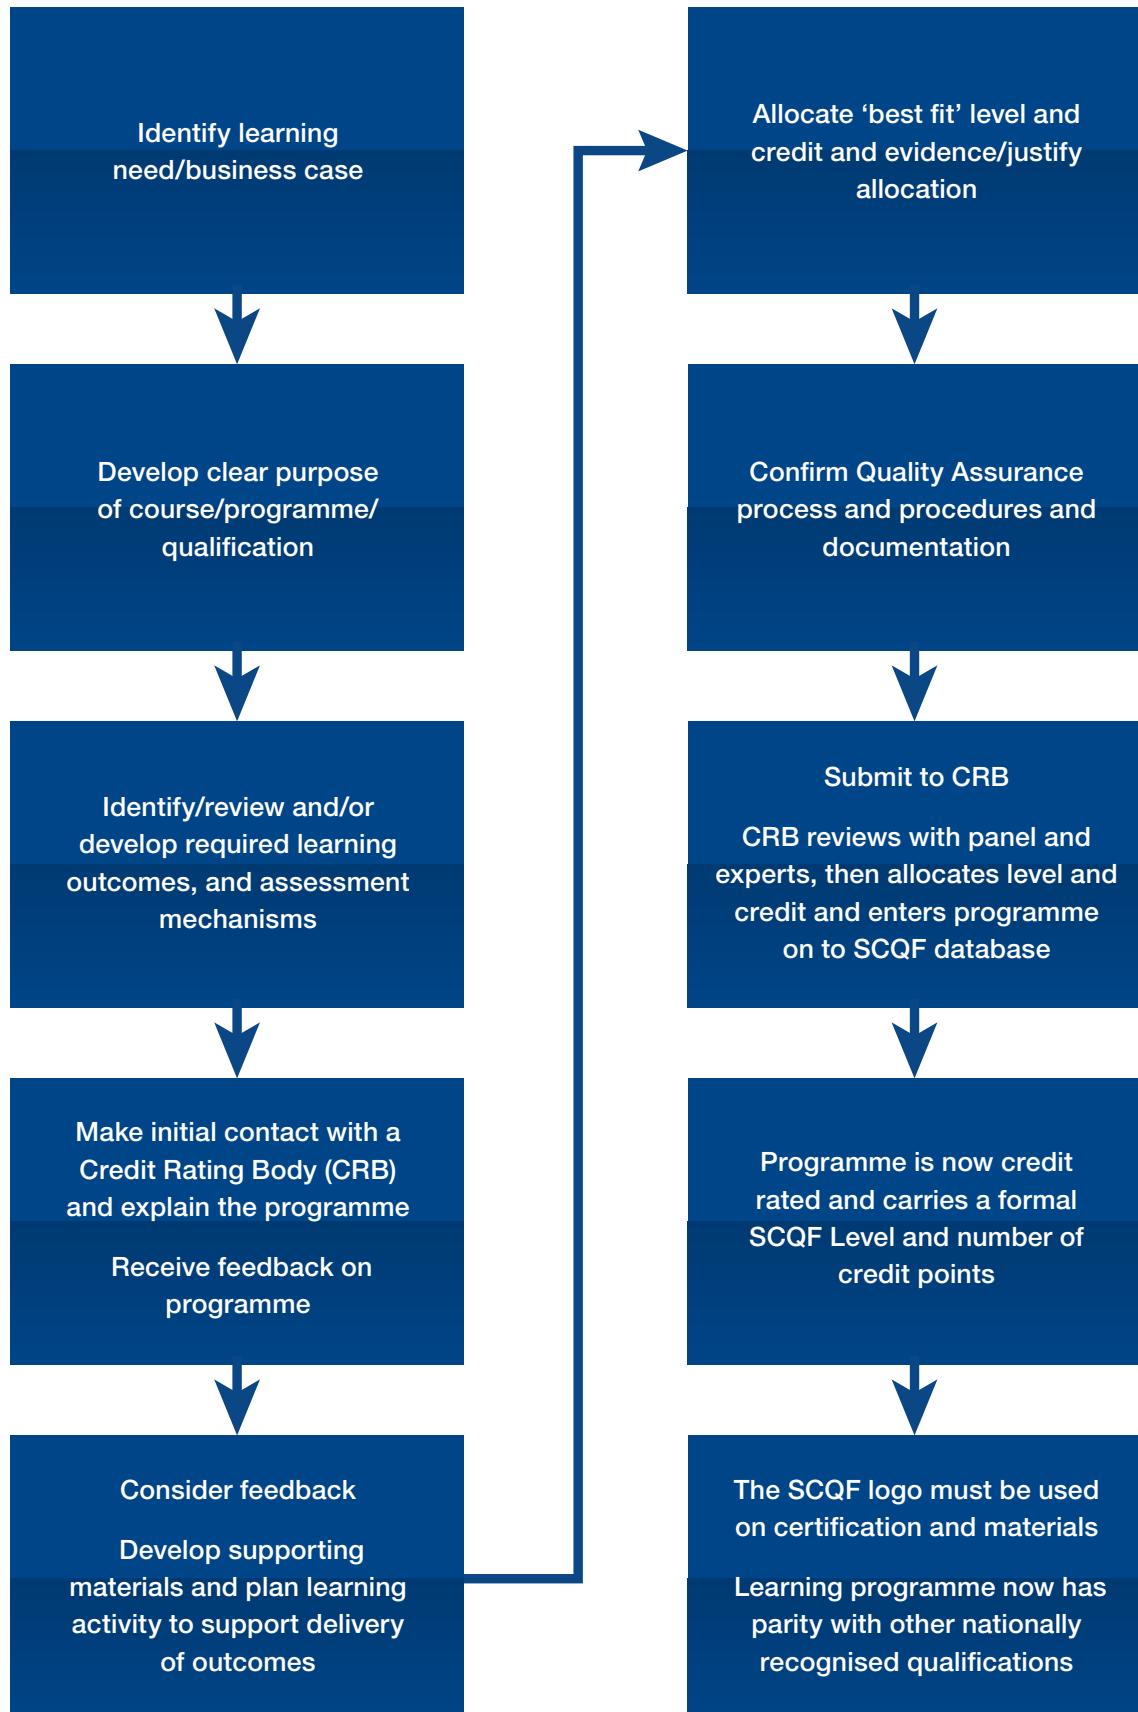 Identify learning
need/business case
Develop clear purpose
of course/programme/
qualification
Identify/review and/or
develop required learning
outcomes, and assessment
mechanisms
Make initial contact with a
Credit Rating Body (CRB)
and explain the programme
Receive feedback on
programme
Consider feedback
Develop supporting
materials and plan learning
activity to support delivery
of outcomes
Allocate ‘best fit’ level and
credit and evidence/justify
allocation
Confirm Quality Assurance
process and procedures and
documentation
Submit to CRB
CRB reviews with panel and
experts, then allocates level and
credit and enters programme
on to SCQF database
Programme is now credit
rated and carries a formal
SCQF Level and number of
credit points
The SCQF logo must be used
on certification and materials
Learning programme now has
parity with other nationally
recognised qualifications